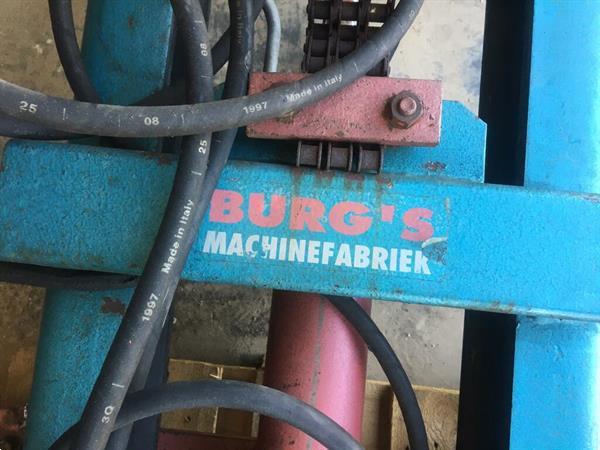 25 08 1997 Made in Italy
08
25
Made in Italy
1997
30
BURG'S
MACHINEFABRIEK